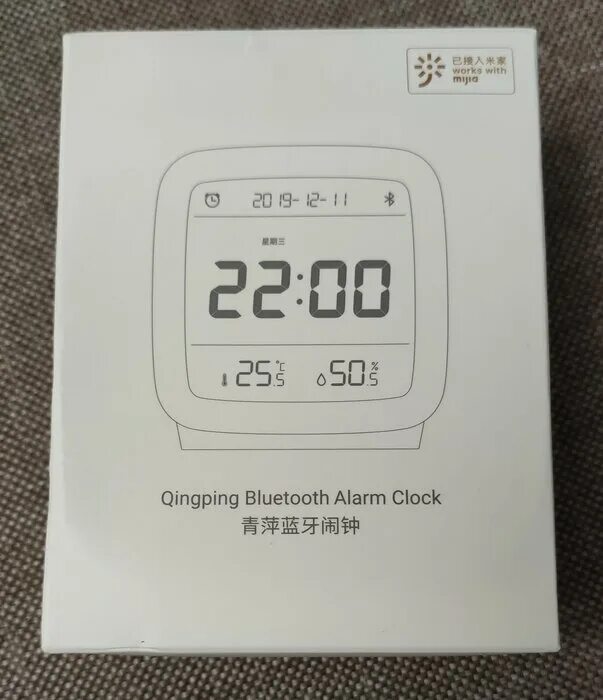 已接入米家
works with
mijia
2019-12-11
星期三
22:00
25.5℃ 50.5%
Qingping Bluetooth Alarm Clock
青萍蓝牙闹钟